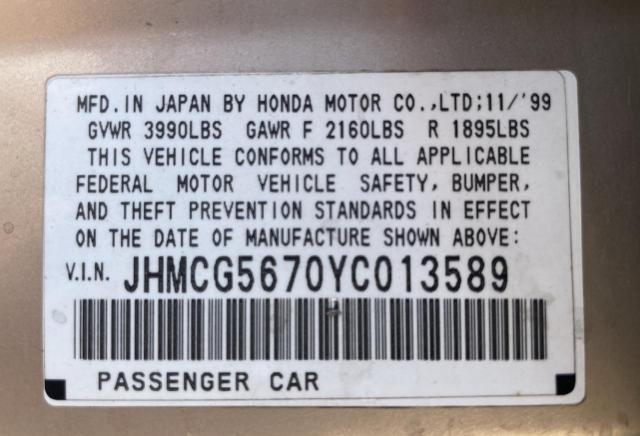 MFD. IN JAPAN BY HONDA MOTOR CO.,LTD;11/'99
GVWR 3990LBS GAWR F 2160LBS R 1895LBS
THIS VEHICLE CONFORMS TO ALL APPLICABLE
FEDERAL MOTOR VEHICLE SAFETY, BUMPER,
AND THEFT PREVENTION STANDARDS IN EFFECT
ON THE DATE OF MANUFACTURE SHOWN ABOVE:
V.I.N. JHMCG5670YC013589
PASSENGER CAR